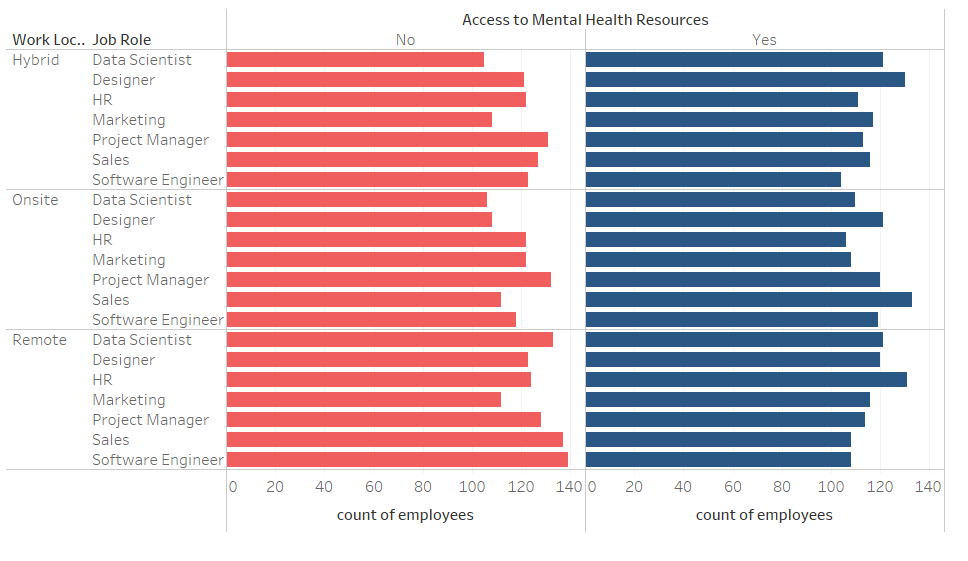 Access to Mental Health Resources
Work Loc.. Job Role No Yes
Hybrid Data Scientist
Designer
HR
Marketing
Project Manager
Sales
Software Engineer
Onsite Data Scientist
Designer
HR
Marketing
Project Manager
Sales
Software Engineer
Remote Data Scientist
Designer
HR
Marketing
Project Manager
Sales
Software Engineer
0 20 40 60 80 100 120 140 0 20 40 60 80 100 120 140
count of employees count of employees